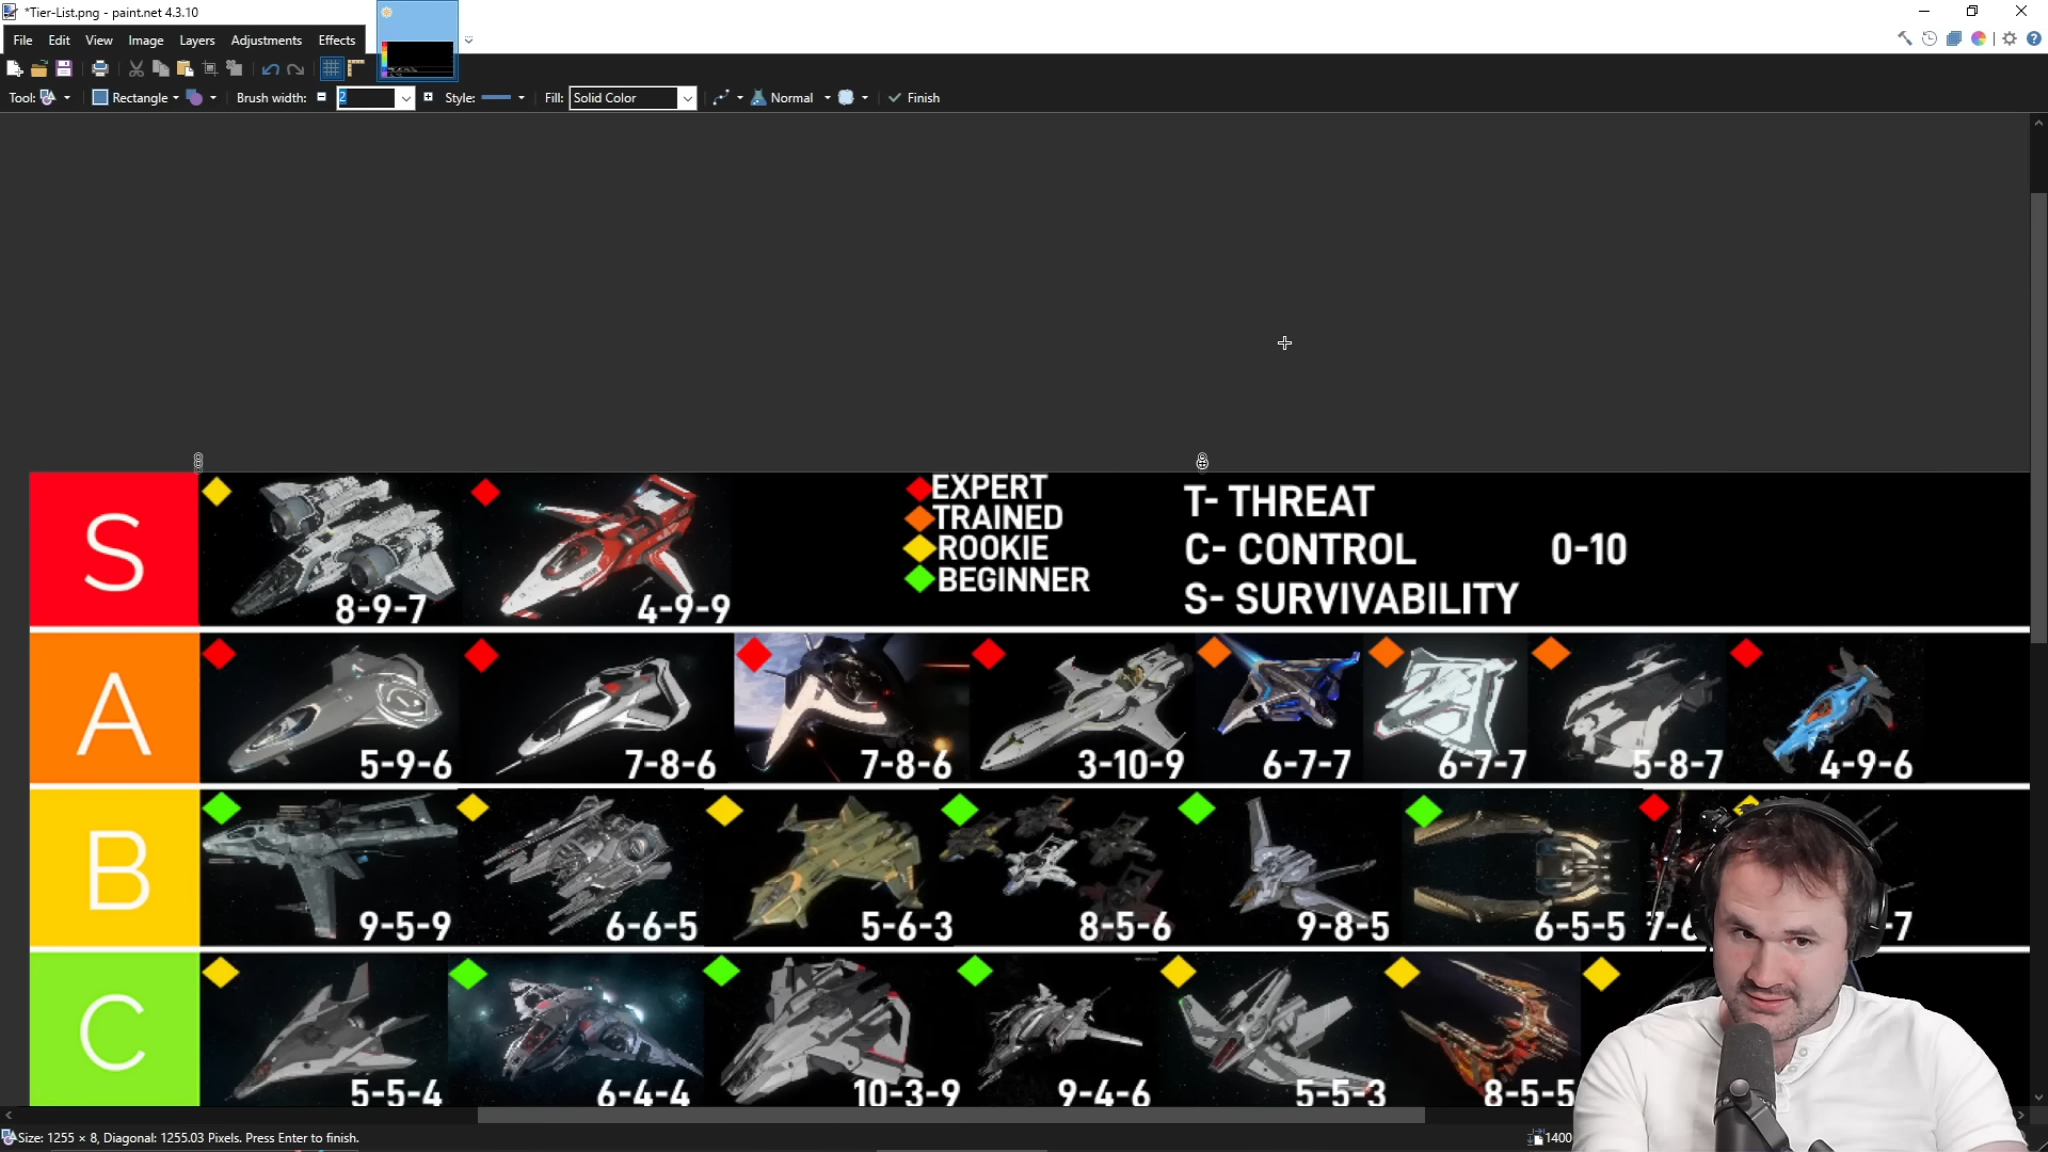 *Tier-List.png - paint.net 4.3.10
File Edit View Image Layers Adjustments Effects
Tool: Rectangle Brush width: 2 Style: Fill: Solid Color Normal Finish
S
8-9-7
4-9-9
EXPERT
TRAINED
ROOKIE
BEGINNER
T- THREAT
C- CONTROL
S- SURVIVABILITY
0-10
A
5-9-6
7-8-6
7-8-6
3-10-9
6-7-7
6-7-7
5-8-7
4-9-6
B
9-5-9
6-6-5
5-6-3
8-5-6
9-8-5
6-5-5
7-6
-7
C
5-5-4
6-4-4
10-3-9
9-4-6
5-5-3
8-5-5
Size: 1255 × 8, Diagonal: 1255.03 Pixels. Press Enter to finish.
1400